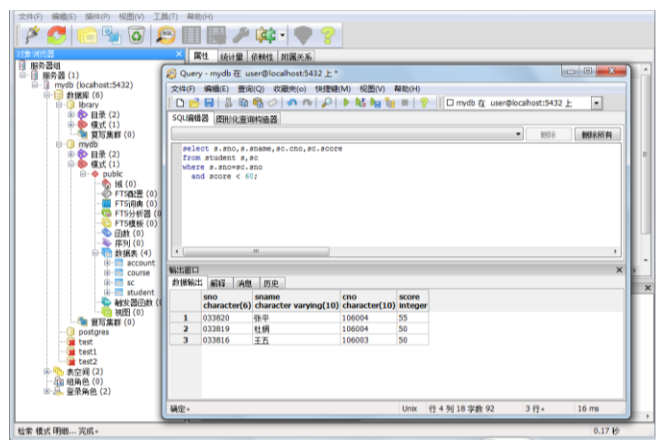 文件(F) 编辑(E) 插件(P) 视图(V) 工具(T) 帮助(H)
对象浏览器
服务器组
服务器 (1)
mydb (localhost:5432)
数据库 (6)
library
目录 (2)
模式 (1)
复写集群 (0)
mydb
目录 (2)
模式 (1)
public
域 (0)
FTS配置 (0)
FTS词典 (0)
FTS分析器 (0
FTS模板 (0)
函数 (0)
序列 (0)
数据表 (4)
account
course
sc
student
触发器函数 (
视图 (0)
复写集群 (0)
postgres
test
test1
test2
表空间 (2)
组角色 (0)
登录角色 (2)
属性 统计量 依赖性 附属关系
Query - mydb 在 user@localhost:5432 上 *
文件(F) 编辑(E) 查询(Q) 收藏夹(o) 快捷键(M) 视图(V) 帮助(H)
mydb 在 user@localhost:5432 上
SQL编辑器 图形化查询构造器
删除 删除所有
select s.sno,s.sname,sc.cno,sc.score
from student s,sc
where s.sno=sc.sno
and score < 60;
输出窗口
数据输出 解释 消息 历史
sno sname cno score
character(6) character varying(10) character(10) integer
1 033820 张平 106004 55
2 033819 杜娟 106004 50
3 033816 王五 106003 50
确定。 Unix 行 4 列 18 字数 92 3 行。 16 ms
检索 模式 明细... 完成。 0.17 秒